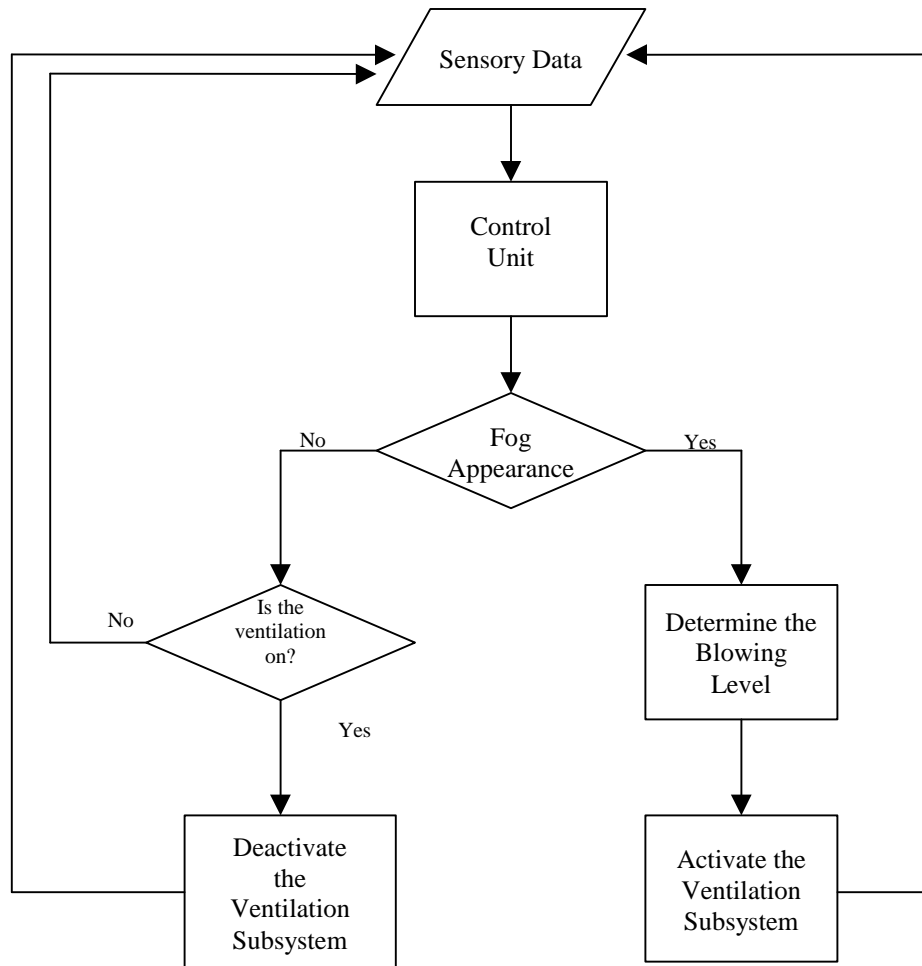 Sensory Data
Control
Unit
Fog
Appearance
No
Yes
Is the
ventilation
on?
No
Yes
Determine the
Blowing
Level
Deactivate
the
Ventilation
Subsystem
Activate the
Ventilation
Subsystem